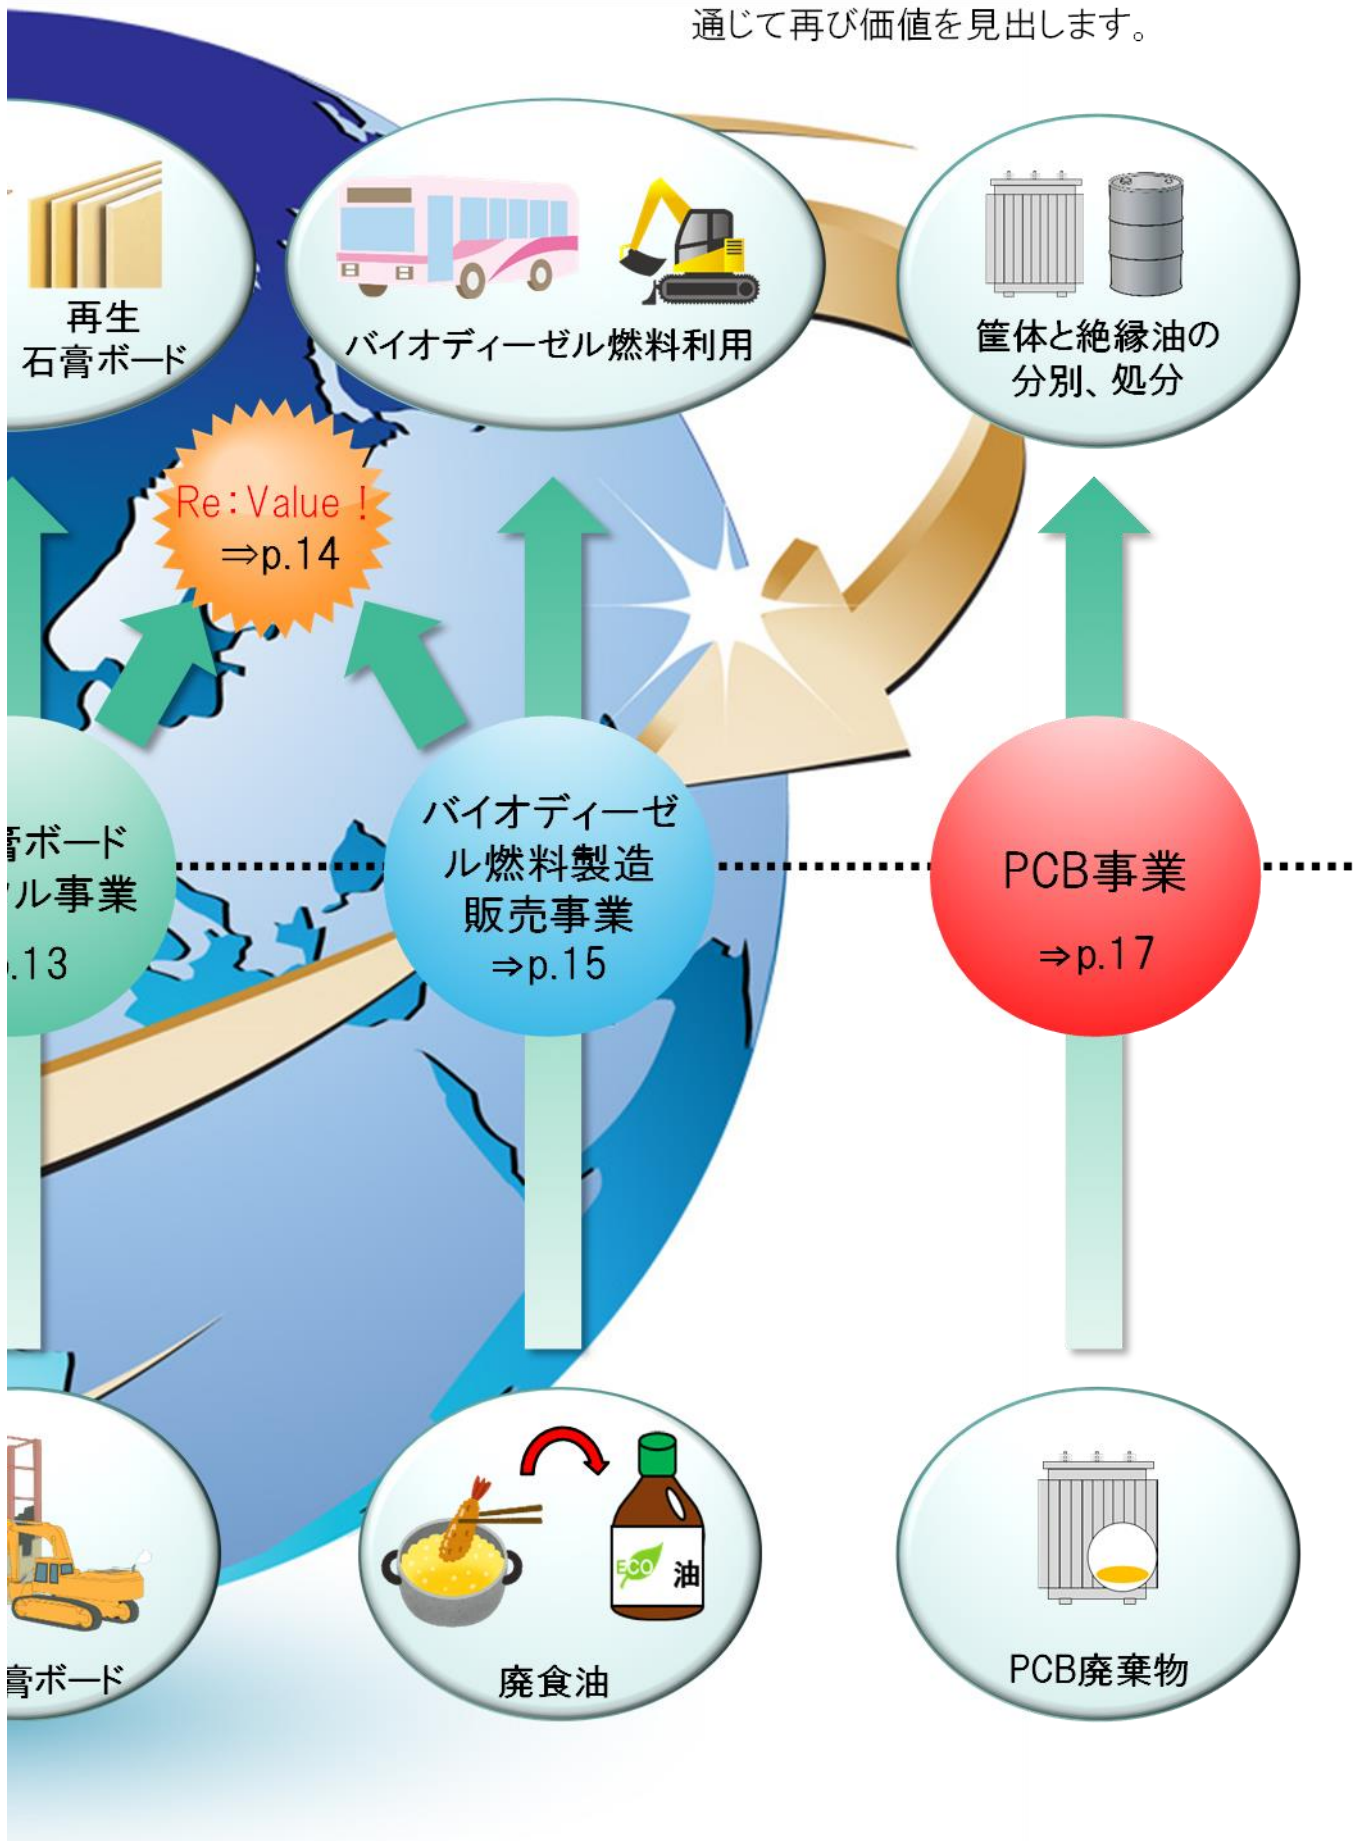 通じて再び価値を見出します。
再生
石膏ボード
バイオディーゼル燃料利用
筐体と絶縁油の
分別、処分
Re:Value!
⇒p.14
膏ボード
ル事業
.13
バイオディーゼ
ル燃料製造
販売事業
⇒p.15
PCB事業
⇒p.17
ECO 油
膏ボード
廃食油
PCB廃棄物